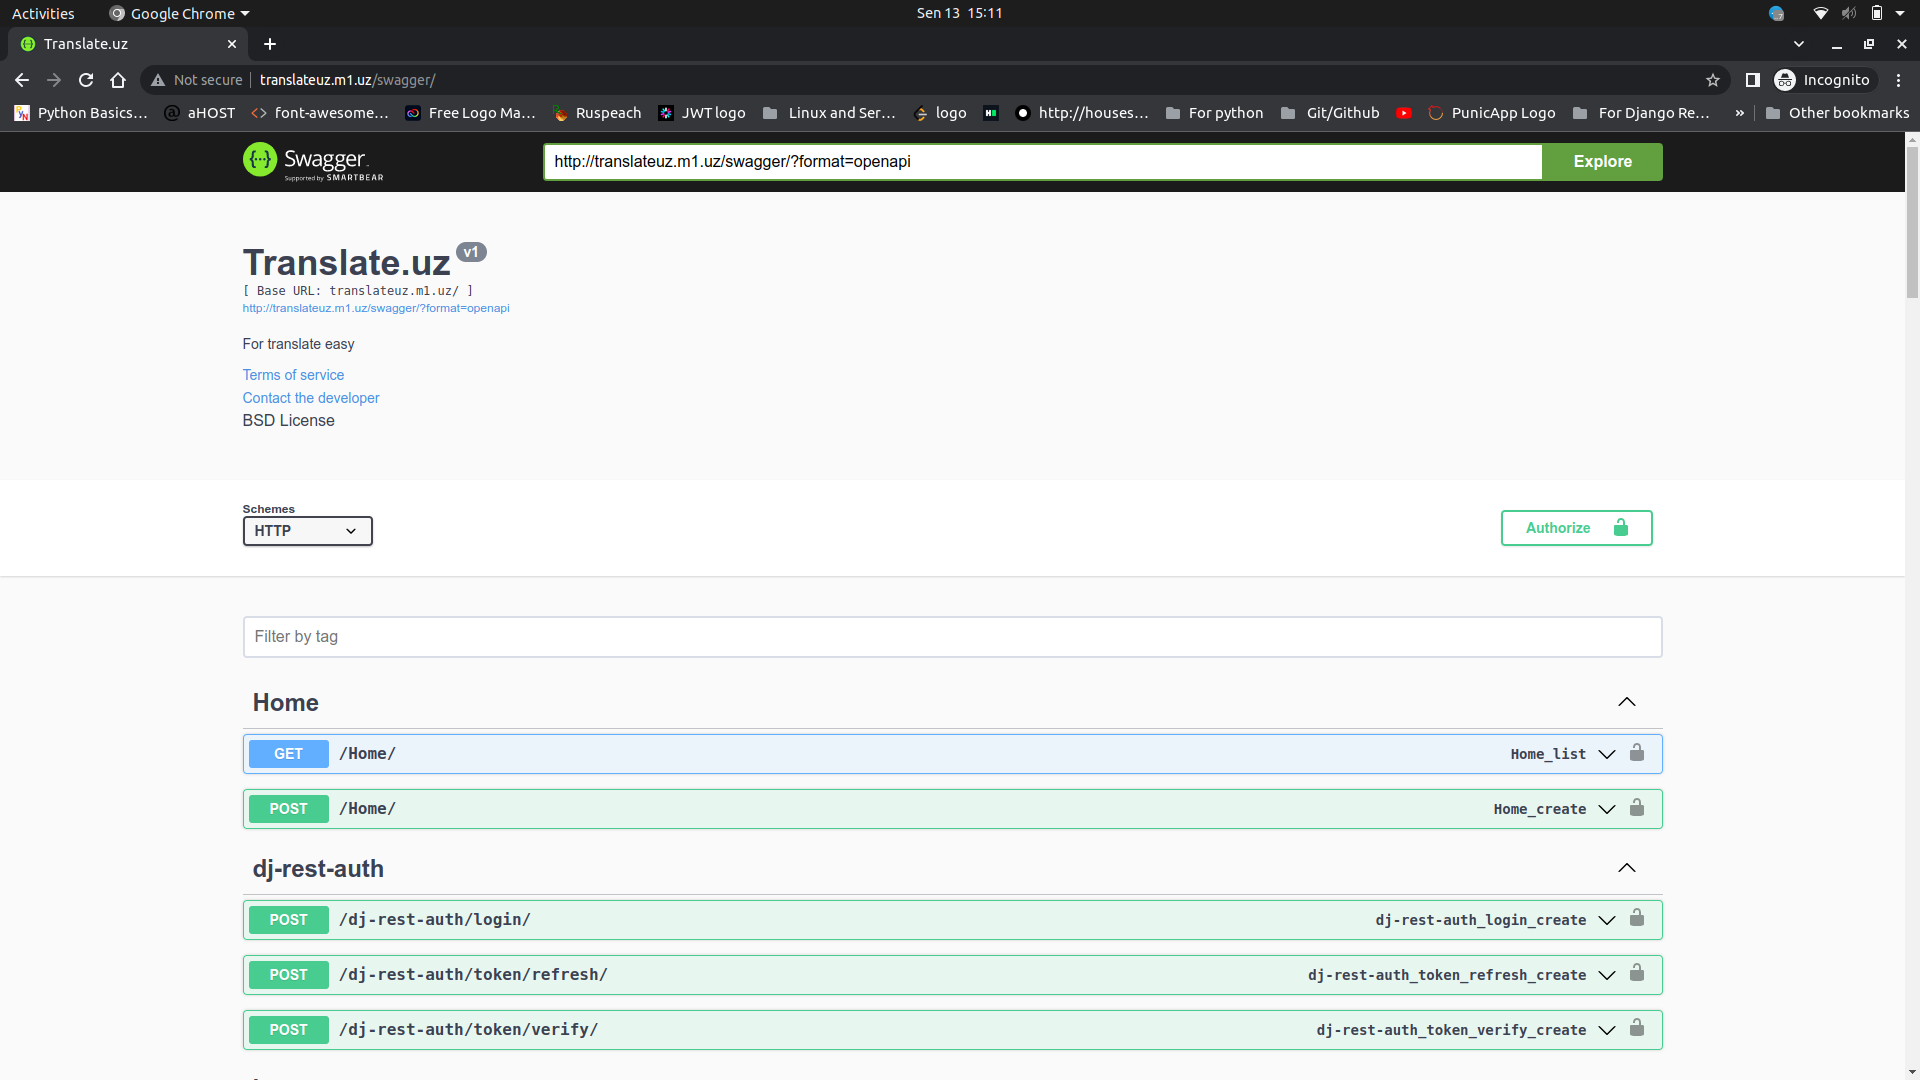 Activities
Google Chrome
Sen 13 15:11
Translate.uz
Not secure
translateuz.m1.uz/swagger/
Incognito
Python Basics…
aHOST
font-awesome…
Free Logo Ma…
Ruspeach
JWT logo
Linux and Ser…
logo
http://houses…
For python
Git/Github
PunicApp Logo
For Django Re…
»
Other bookmarks
Swagger
Supported by SMARTBEAR
http://translateuz.m1.uz/swagger/?format=openapi
Explore
Translate.uz v1
[ Base URL: translateuz.m1.uz/ ]
http://translateuz.m1.uz/swagger/?format=openapi
For translate easy
Terms of service
Contact the developer
BSD License
Schemes
HTTP
Authorize
Filter by tag
Home
GET /Home/ Home_list
POST /Home/ Home_create
dj-rest-auth
POST /dj-rest-auth/login/ dj-rest-auth_login_create
POST /dj-rest-auth/token/refresh/ dj-rest-auth_token_refresh_create
POST /dj-rest-auth/token/verify/ dj-rest-auth_token_verify_create